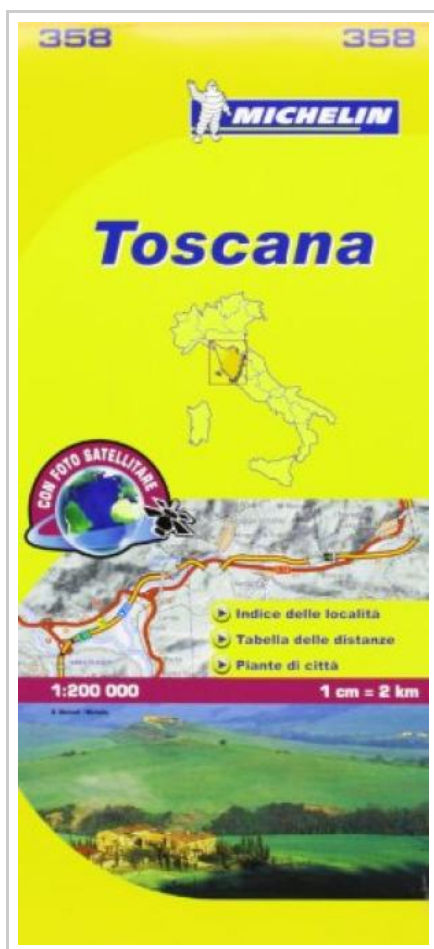 358 358
MICHELIN
Toscana
CON FOTO SATELLITARE
Indice delle località
Tabella delle distanze
Piante di città
1:200 000 1 cm = 2 km